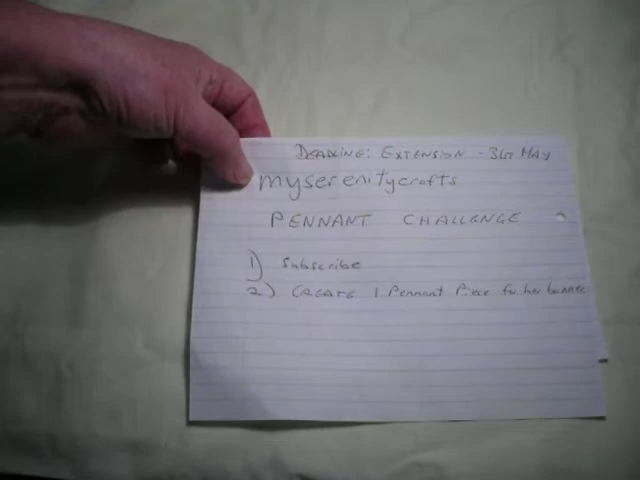 DEADLINE: EXTENSION - 31st MAY
myserenitycrafts
PENNANT CHALLENGE
1) Subscribe
2) CREATE 1 Pennant Piece for her banner